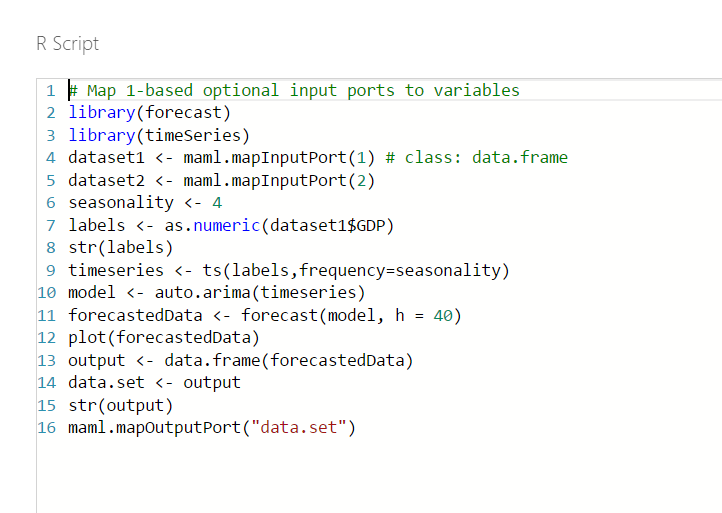 R Script
1 # Map 1-based optional input ports to variables
2 library(forecast)
3 library(timeSeries)
4 dataset1 <- maml.mapInputPort(1) # class: data.frame
5 dataset2 <- maml.mapInputPort(2)
6 seasonality <- 4
7 labels <- as.numeric(dataset1$GDP)
8 str(labels)
9 timeseries <- ts(labels,frequency=seasonality)
10 model <- auto.arima(timeseries)
11 forecastedData <- forecast(model, h = 40)
12 plot(forecastedData)
13 output <- data.frame(forecastedData)
14 data.set <- output
15 str(output)
16 maml.mapOutputPort("data.set")